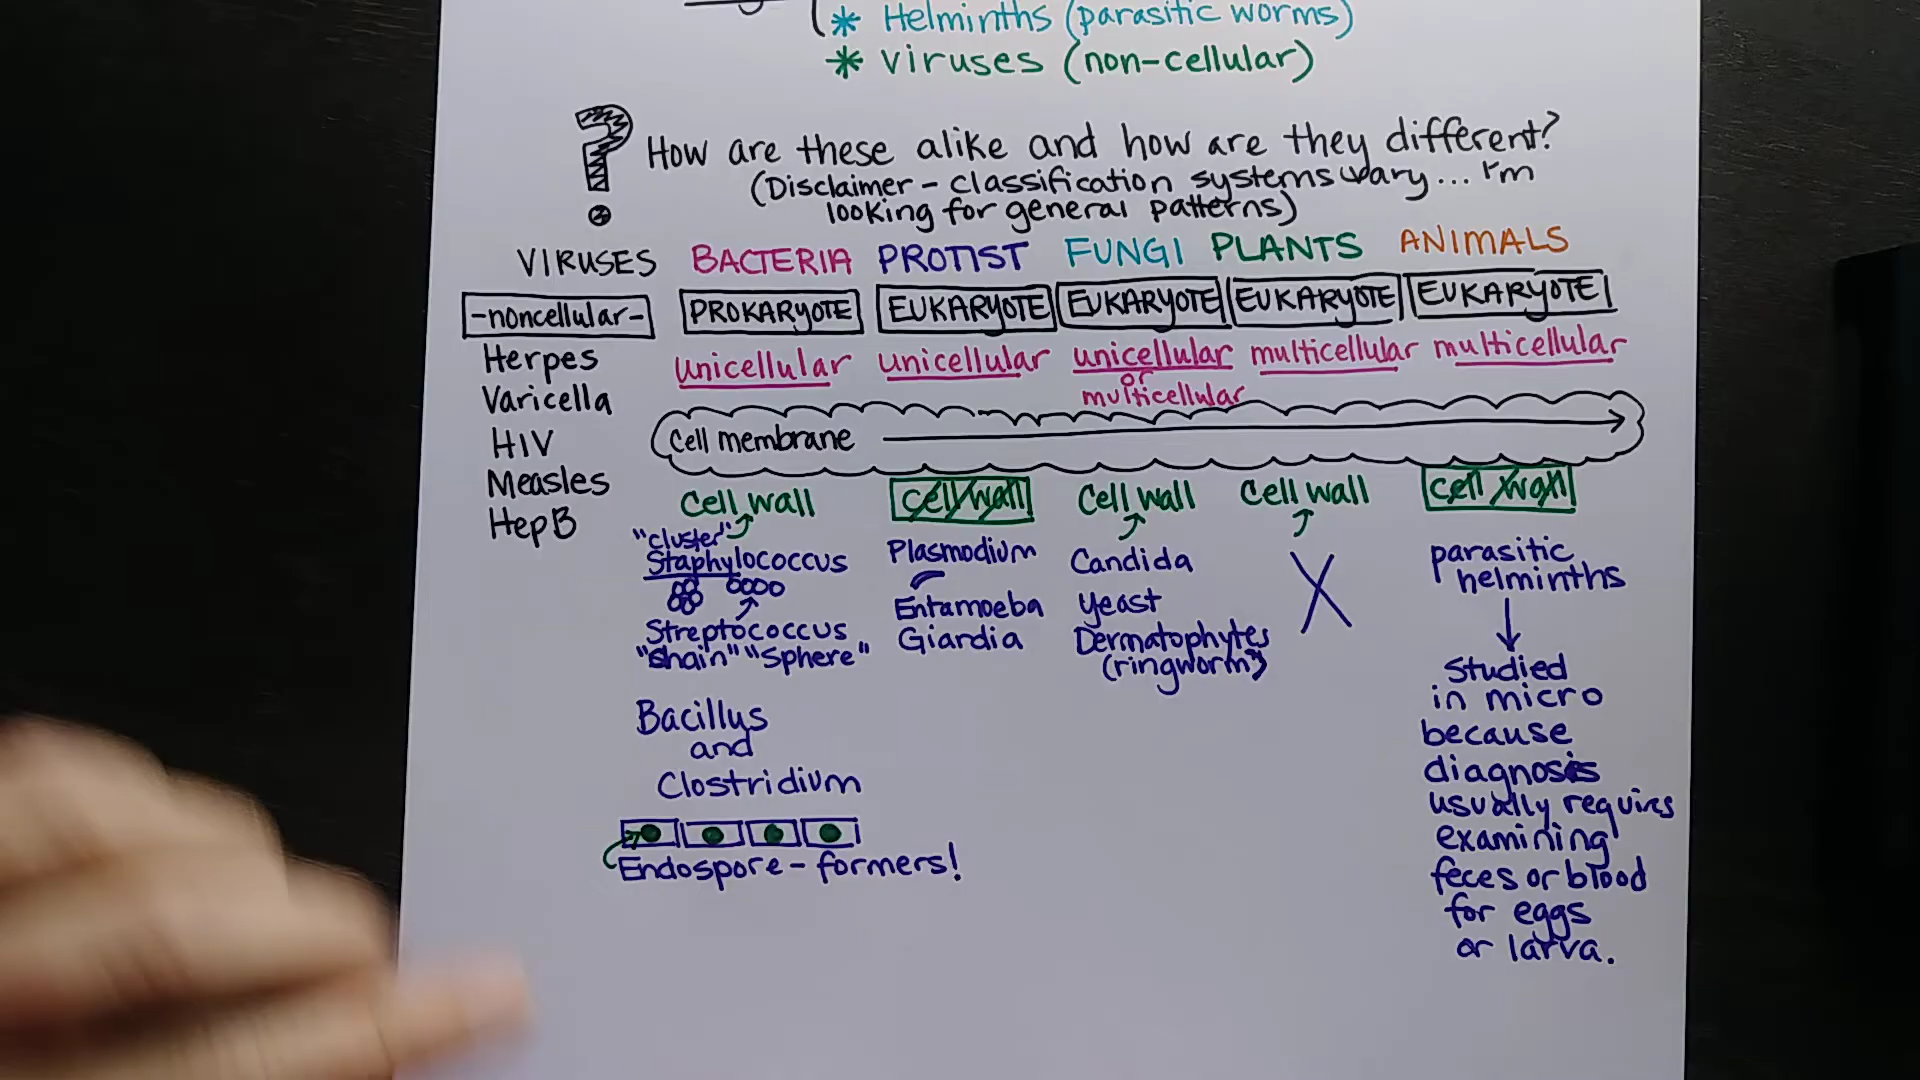 * Helminths (parasitic worms)
* Viruses (non-cellular)
? How are these alike and how are they different?
(Disclaimer - classification systems vary... I'm
looking for general patterns)
VIRUSES BACTERIA PROTIST FUNGI PLANTS ANIMALS
-noncellular- PROKARYOTE EUKARYOTE EUKARYOTE EUKARYOTE EUKARYOTE
Herpes
Varicella
HIV
Measles
HepB
unicellular unicellular unicellular multicellular multicellular
or
multicellular
Cell membrane
Cell wall cell wall Cell wall Cell wall cell wall
"cluster"
Staphylococcus
Streptococcus
"chain" "Sphere"
Bacillus
and
Clostridium
Endospore-formers!
Plasmodium
Entamoeba
Giardia
Candida
yeast
Dermatophytes
(ringworm)
X
parasitic
helminths
Studied
in micro
because
diagnosis
usually requires
examining
feces or blood
for eggs
or larva.